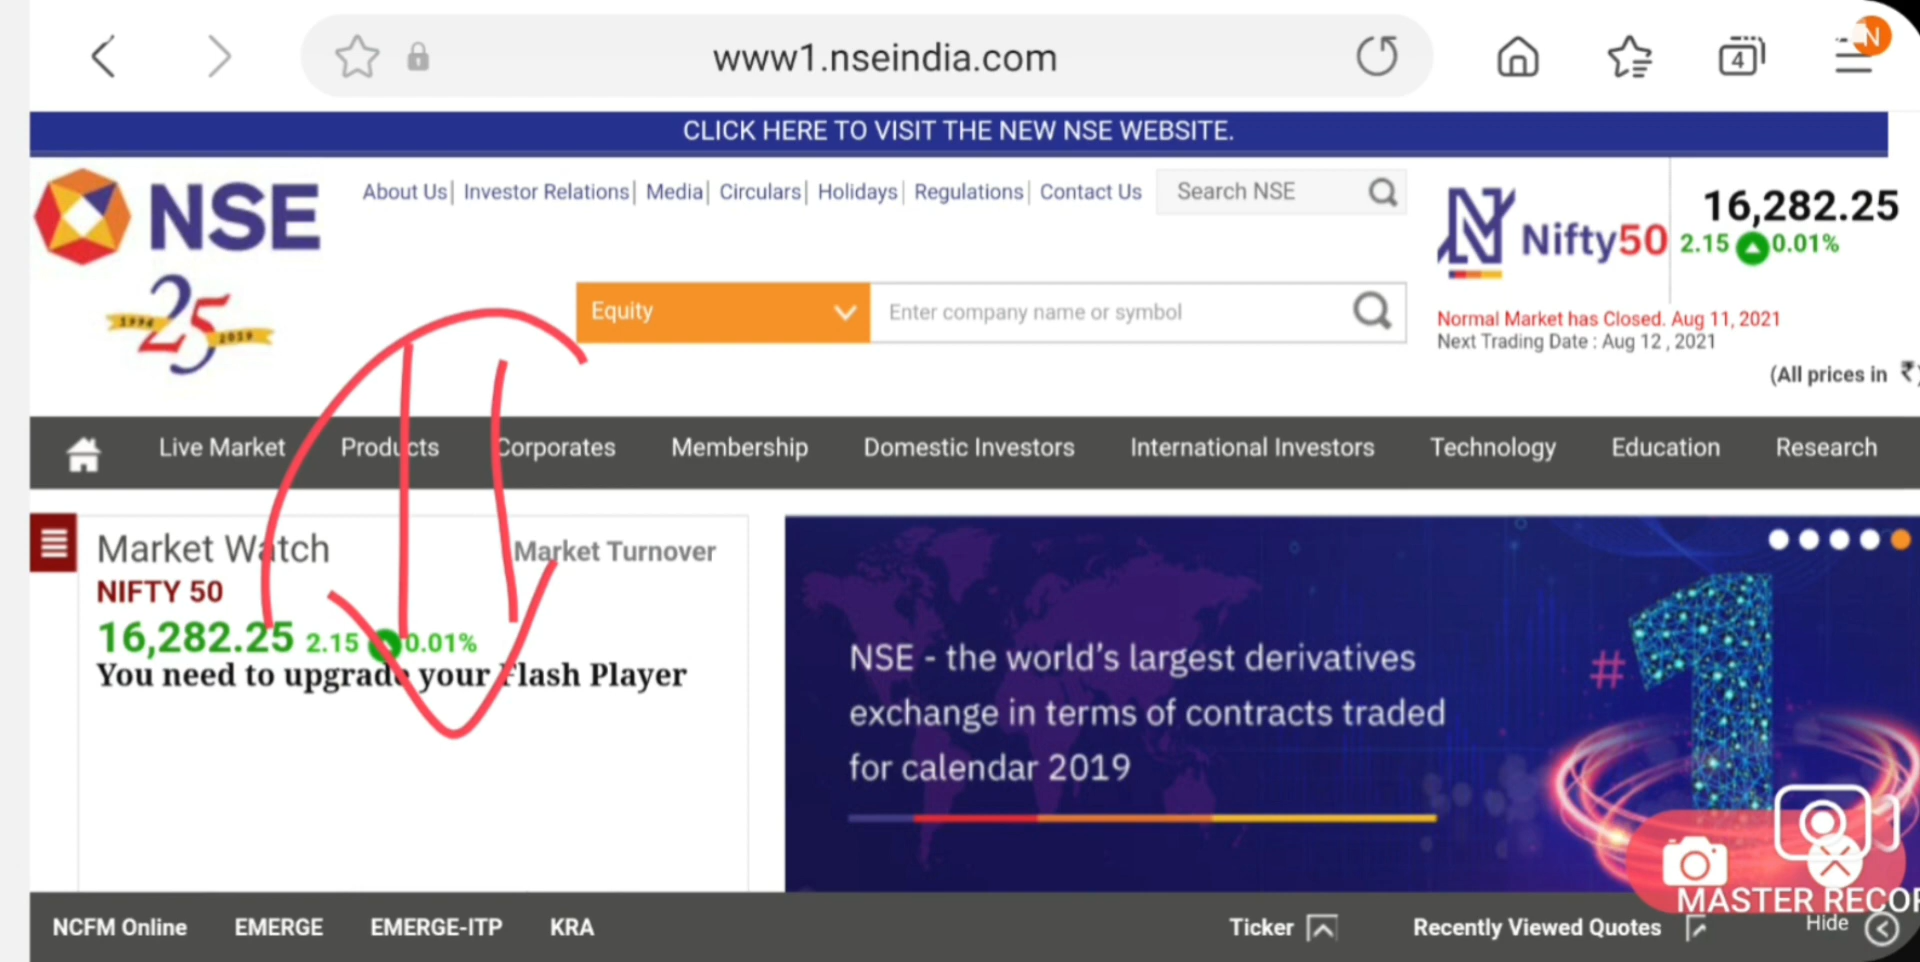 www1.nseindia.com
4
N
CLICK HERE TO VISIT THE NEW NSE WEBSITE.
NSE
1994 25 2019
About Us| Investor Relations| Media| Circulars| Holidays| Regulations| Contact Us
Search NSE
Equity
Enter company name or symbol
Nifty50
16,282.25
2.15 0.01%
Normal Market has Closed. Aug 11, 2021
Next Trading Date : Aug 12 , 2021
(All prices in ₹)
Live Market Products Corporates Membership Domestic Investors International Investors Technology Education Research
Market Watch
Market Turnover
NIFTY 50
16,282.25 2.15 0.01%
You need to upgrade your Flash Player
NSE - the world's largest derivatives
exchange in terms of contracts traded
for calendar 2019
#1
MASTER RECOR
NCFM Online EMERGE EMERGE-ITP KRA
Ticker Recently Viewed Quotes Hide